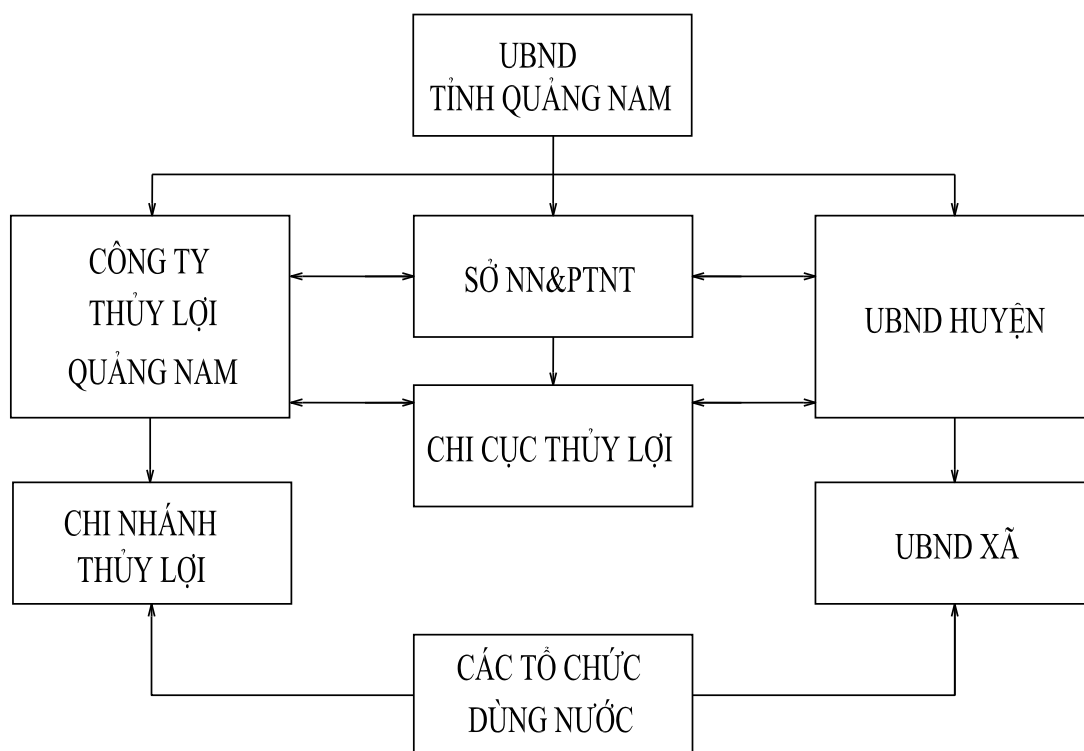 UBND
TỈNH QUẢNG NAM
CÔNG TY
THỦY LỢI
QUẢNG NAM
SỞ NN&PTNT
UBND HUYỆN
CHI CỤC THỦY LỢI
CHI NHÁNH
THỦY LỢI
UBND XÃ
CÁC TỔ CHỨC
DÙNG NƯỚC